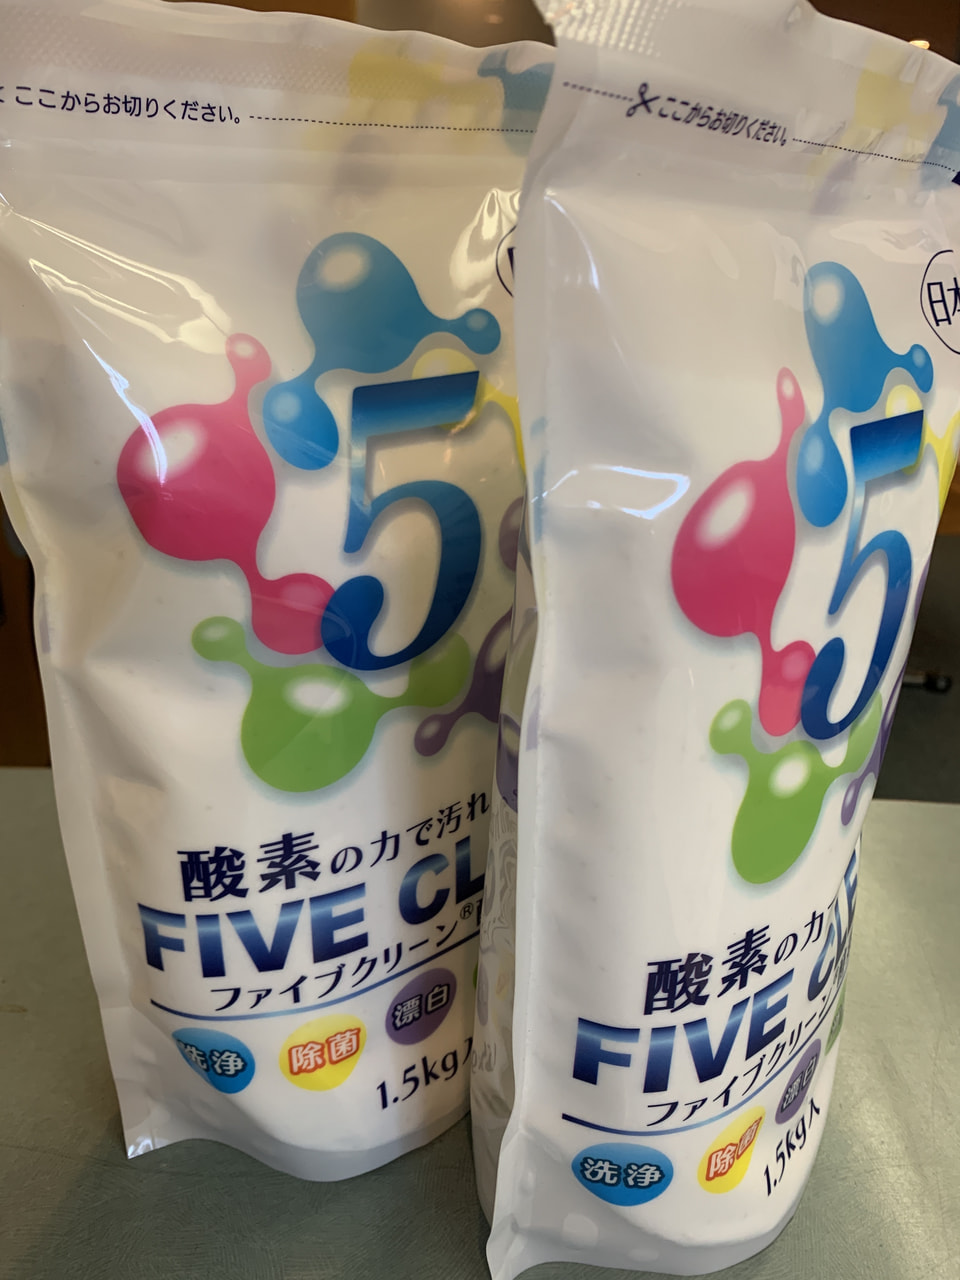 ここからお切りください。
5
酸素の力で汚れ
FIVE CL
ファイブクリーン®
洗浄
除菌
漂白
1.5kg入
ここからお切りください。
日本
5
酸素の力で
FIVE CLE
ファイブクリーン
洗浄
除菌
漂白
1.5kg入